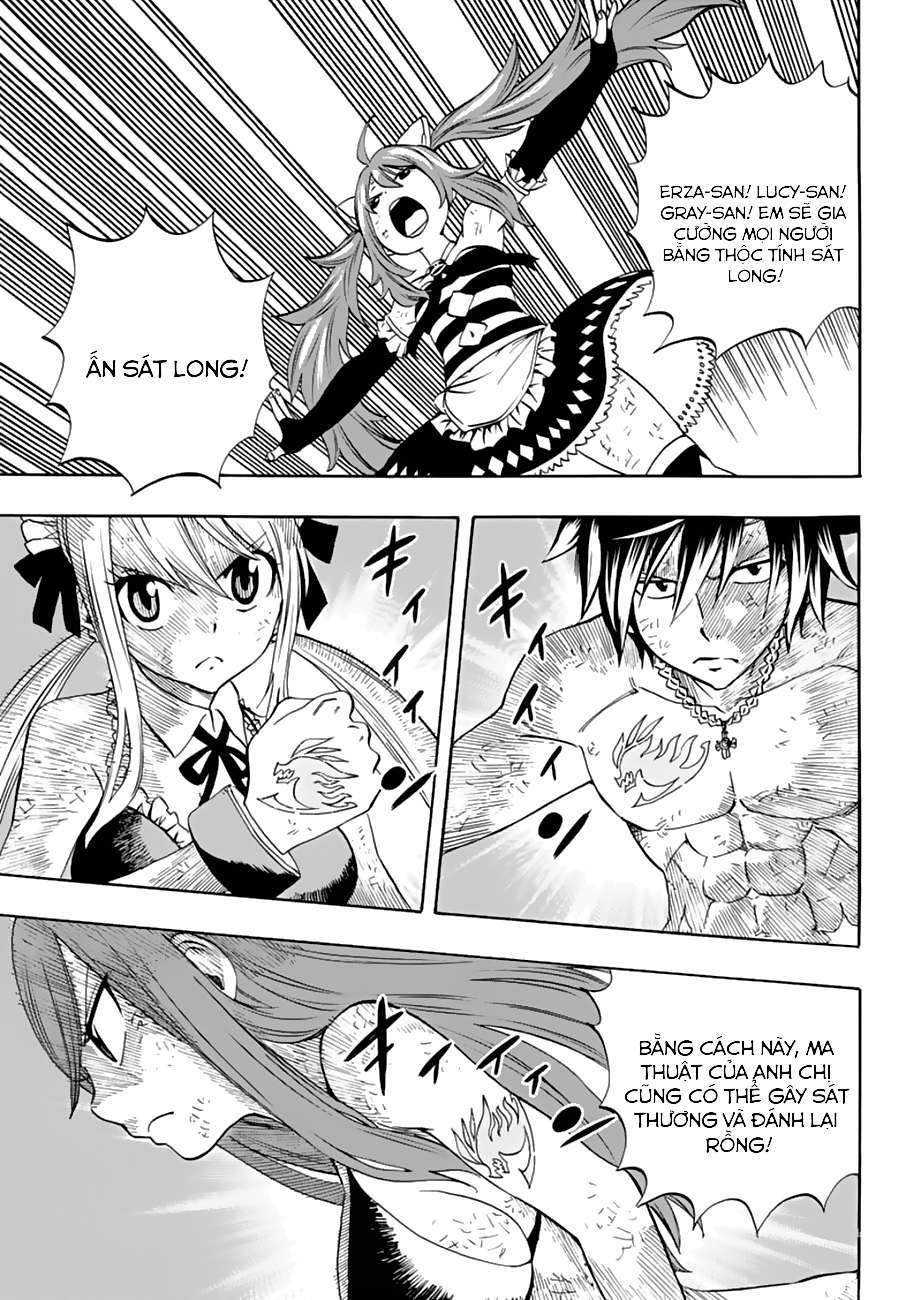 ERZA-SAN! LUCY-SAN!
GRAY-SAN! EM SẼ GIA
CƯỜNG MỌI NGƯỜI
BẰNG THỘC TÍNH SÁT
LONG!
ẤN SÁT LONG!
キィィィ
キィィィ
キィィィ
BẰNG CÁCH NÀY, MA
THUẬT CỦA ANH CHỊ
CŨNG CÓ THỂ GÂY SÁT
THƯƠNG VÀ ĐÁNH LẠI
RỒNG!